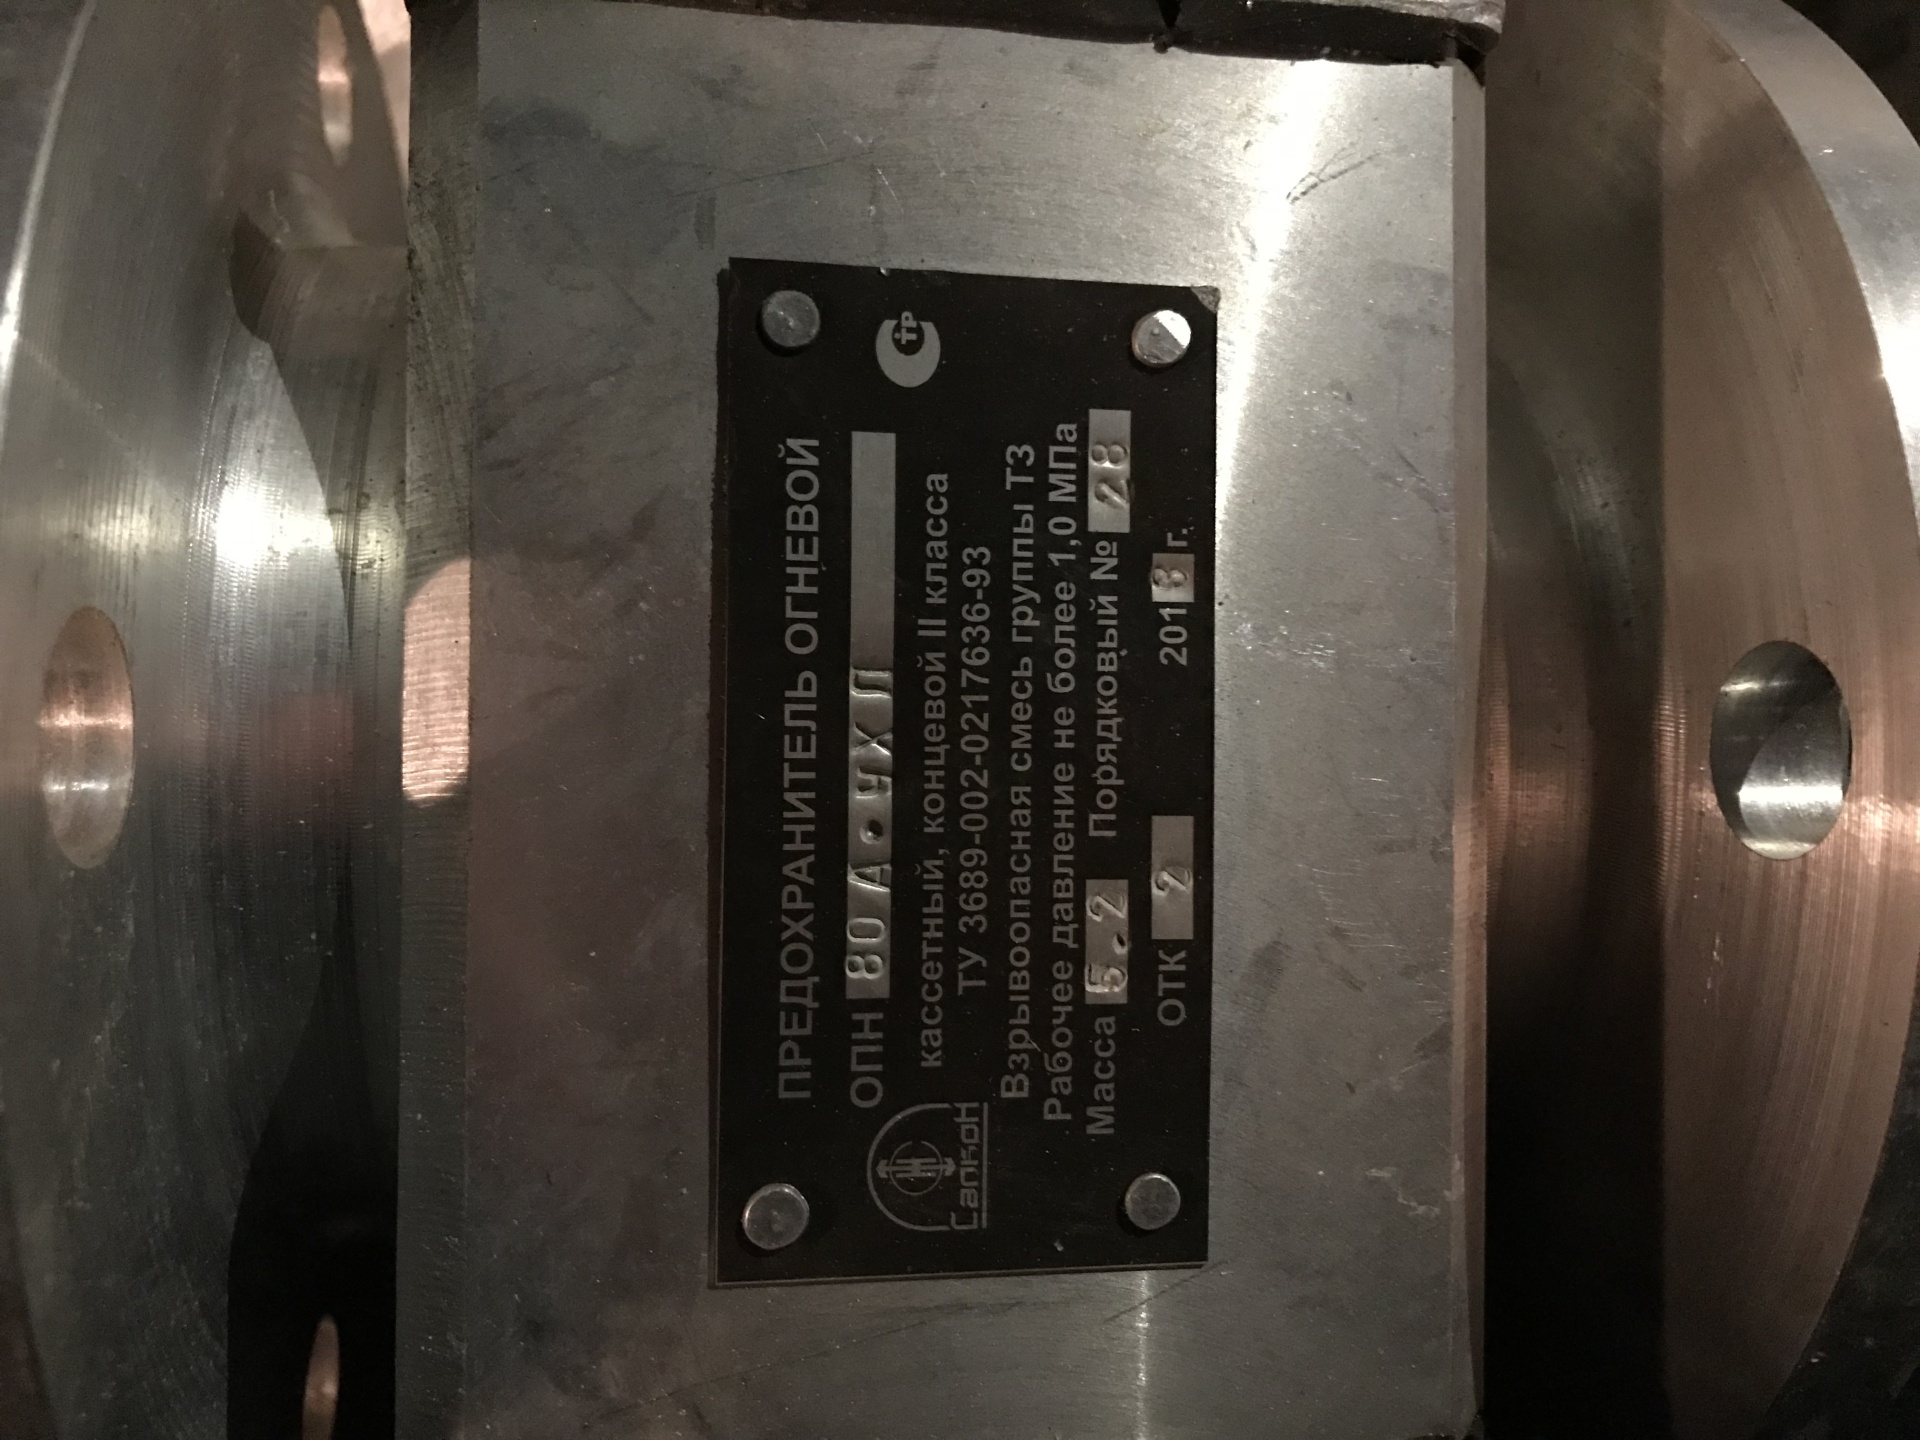 ПРЕДОХРАНИТЕЛЬ ОГНЕВОЙ
ОПН 80 А.УХЛ
кассетный, концевой II класса
ТУ 3689-002-0217636-93
Взрывоопасная смесь группы Т3
Рабочее давление не более 1,0 МПа
Масса 5.2 Порядковый № 28
ОТК 2 2018 г.
Сапкон
СТР